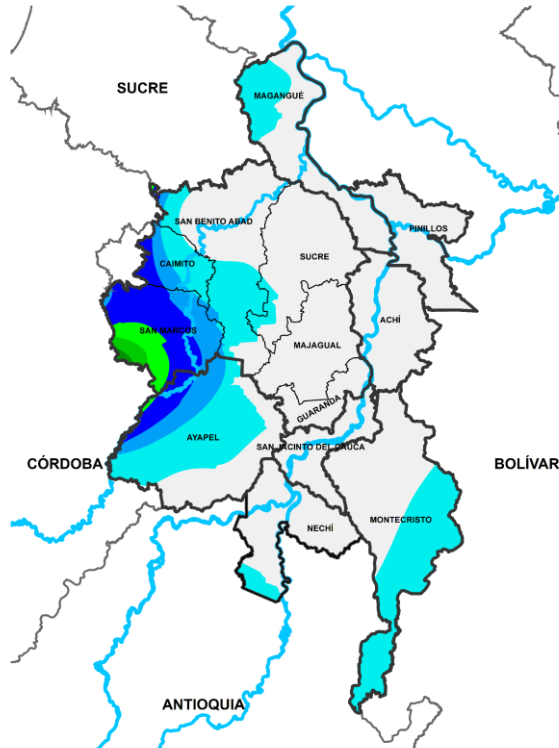 SUCRE
MAGANGUÉ
SAN BENITO ABAD
PINILLOS
CAIMITO
SUCRE
ACHÍ
SAN MARCOS
MAJAGUAL
GUARANDA
AYAPEL
SAN JACINTO DEL CAUCA
CÓRDOBA
BOLÍVAR
MONTECRISTO
NECHÍ
ANTIOQUIA